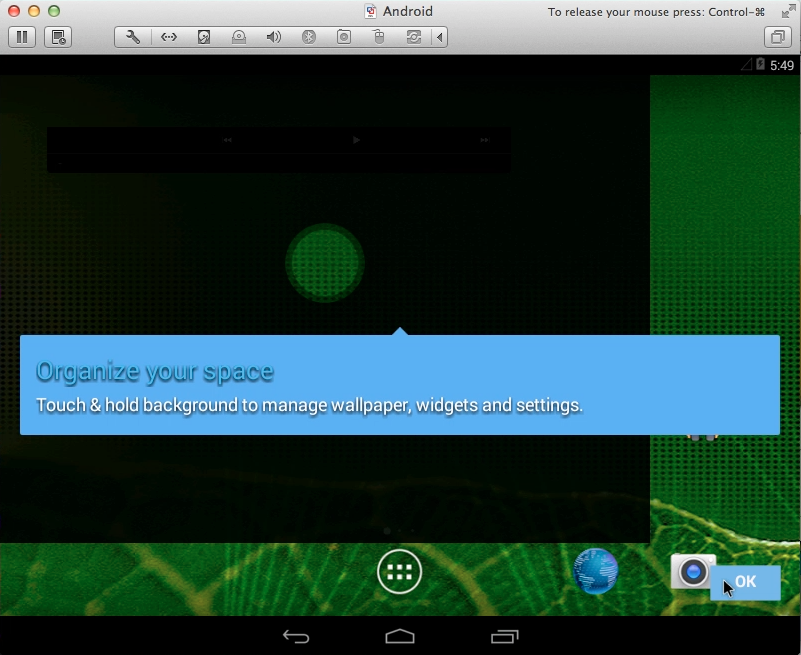 Android
To release your mouse press: Control-⌘
5:49
Organize your space
Touch & hold background to manage wallpaper, widgets and settings.
OK